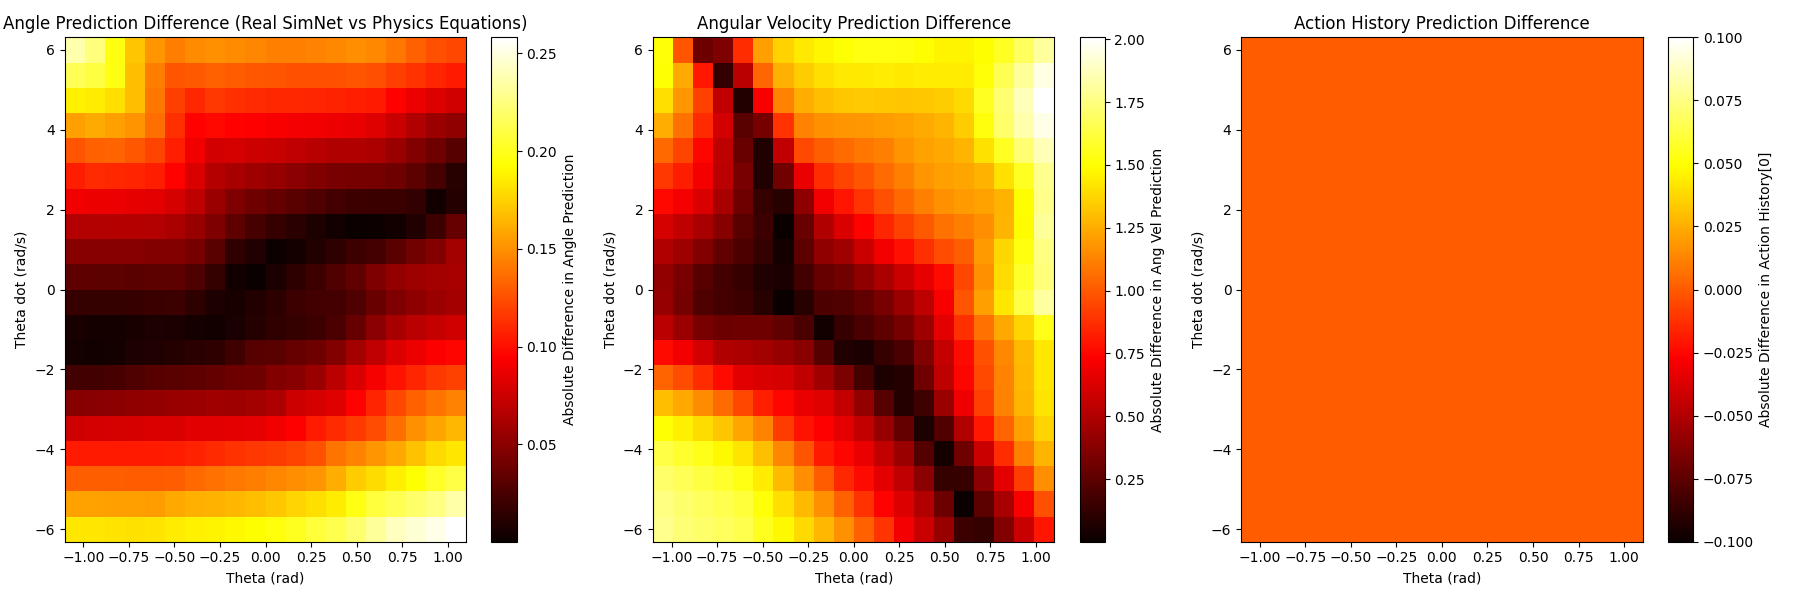 Angle Prediction Difference (Real SimNet vs Physics Equations)
6
4
2
0
−2
−4
−6
Theta dot (rad/s)
−1.00 −0.75 −0.50 −0.25 0.00 0.25 0.50 0.75 1.00
Theta (rad)
0.25
0.20
0.15
0.10
0.05
Absolute Difference in Angle Prediction
Angular Velocity Prediction Difference
6
4
2
0
−2
−4
−6
Theta dot (rad/s)
−1.00 −0.75 −0.50 −0.25 0.00 0.25 0.50 0.75 1.00
Theta (rad)
2.00
1.75
1.50
1.25
1.00
0.75
0.50
0.25
Absolute Difference in Ang Vel Prediction
Action History Prediction Difference
6
4
2
0
−2
−4
−6
Theta dot (rad/s)
−1.00 −0.75 −0.50 −0.25 0.00 0.25 0.50 0.75 1.00
Theta (rad)
0.100
0.075
0.050
0.025
0.000
−0.025
−0.050
−0.075
−0.100
Absolute Difference in Action History[0]